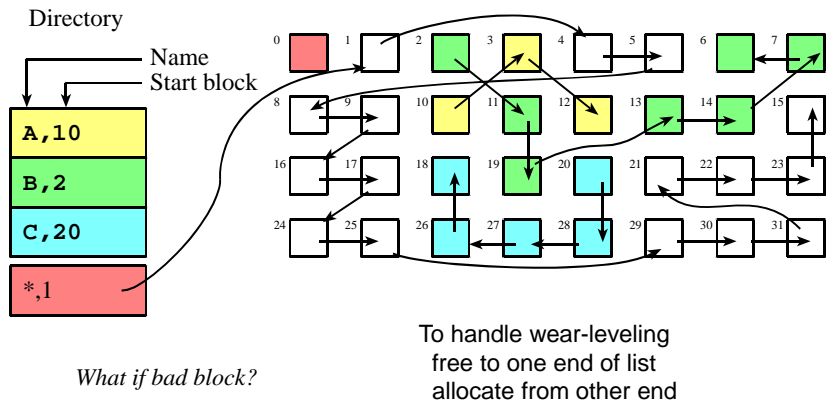 Directory
Name
Start block
A,10
B,2
C,20
*,1
0 1 2 3 4 5 6 7
8 9 10 11 12 13 14 15
16 17 18 19 20 21 22 23
24 25 26 27 28 29 30 31
What if bad block?
To handle wear-leveling
free to one end of list
allocate from other end